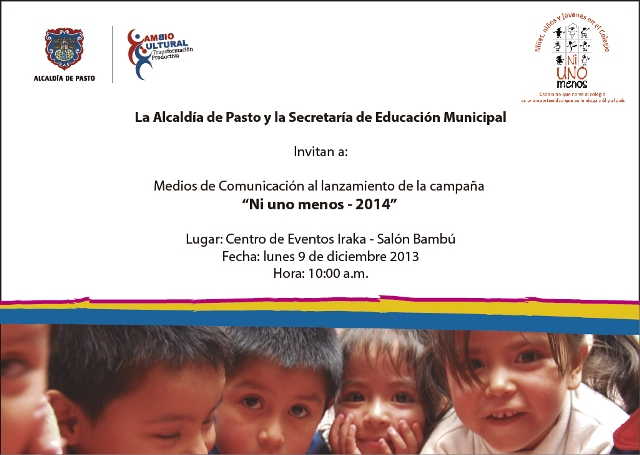 ALCALDÍA DE PASTO
CAMBIO
CULTURAL
Transformación
Productiva
Niñas, niños y Jóvenes en el Colegio
NI
UNO
menos
La Alcaldía de Pasto y la Secretaría de Educación Municipal
Invitan a:
Medios de Comunicación al lanzamiento de la campaña
“Ni uno menos - 2014”
Lugar: Centro de Eventos Iraka - Salón Bambú
Fecha: lunes 9 de diciembre 2013
Hora: 10:00 a.m.